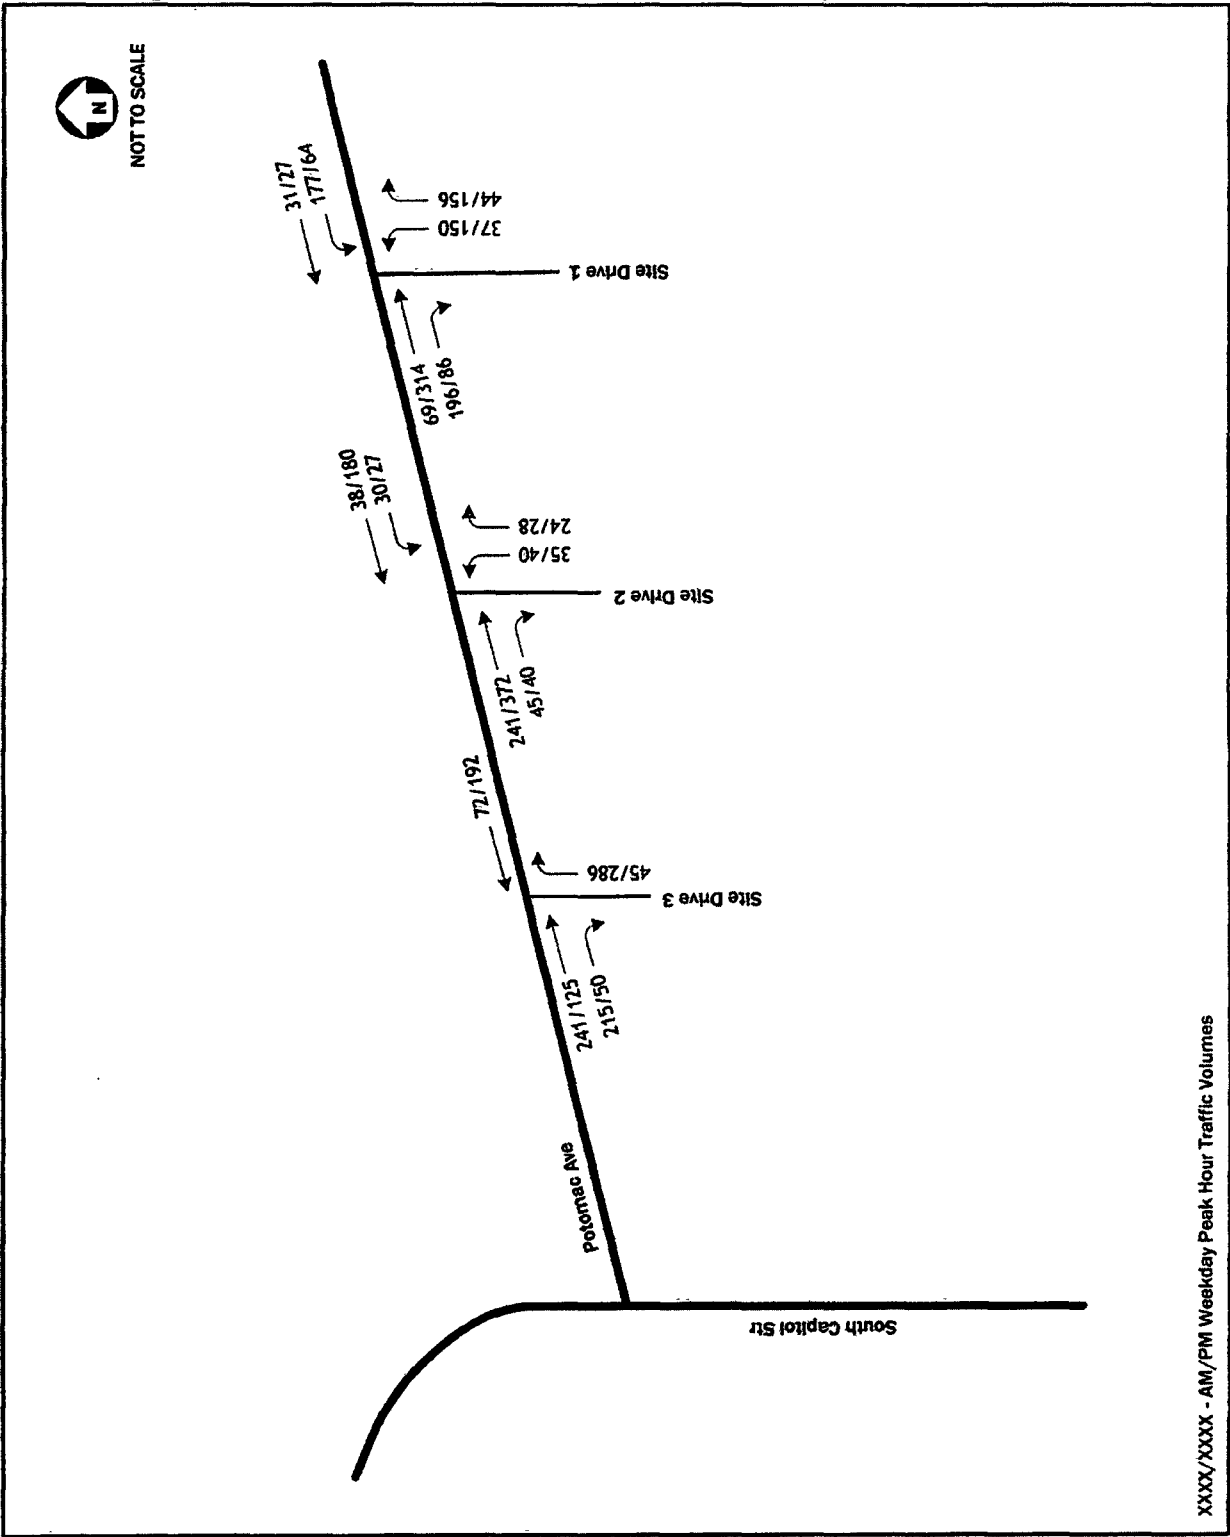 N
NOT TO SCALE
31/27
177/64
44/156
37/150
Site Drive 1
69/314
196/86
38/180
30/27
24/28
35/40
Site Drive 2
241/372
45/40
72/192
45/286
Site Drive 3
241/125
215/50
Potomac Ave
South Capitol Str
XXXX/XXXX - AM/PM Weekday Peak Hour Traffic Volumes